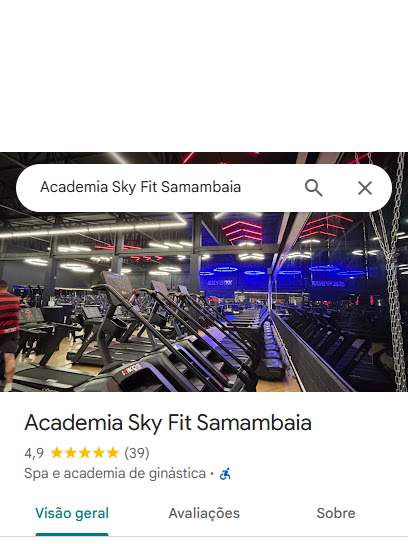 Academia Sky Fit Samambaia
Academia Sky Fit Samambaia
4,9 (39)
Spa e academia de ginástica ·
Visão geral
Avaliações
Sobre